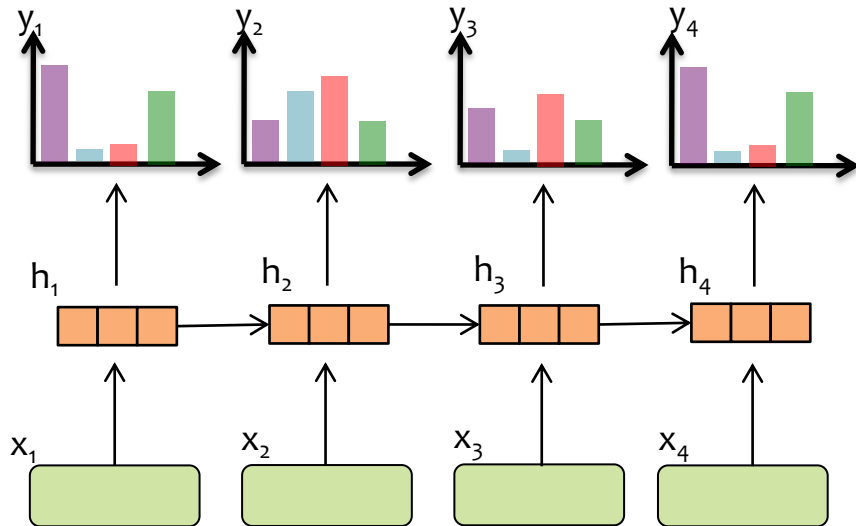 y₁ y₂ y₃ y₄
h₁ h₂ h₃ h₄
x₁ x₂ x₃ x₄